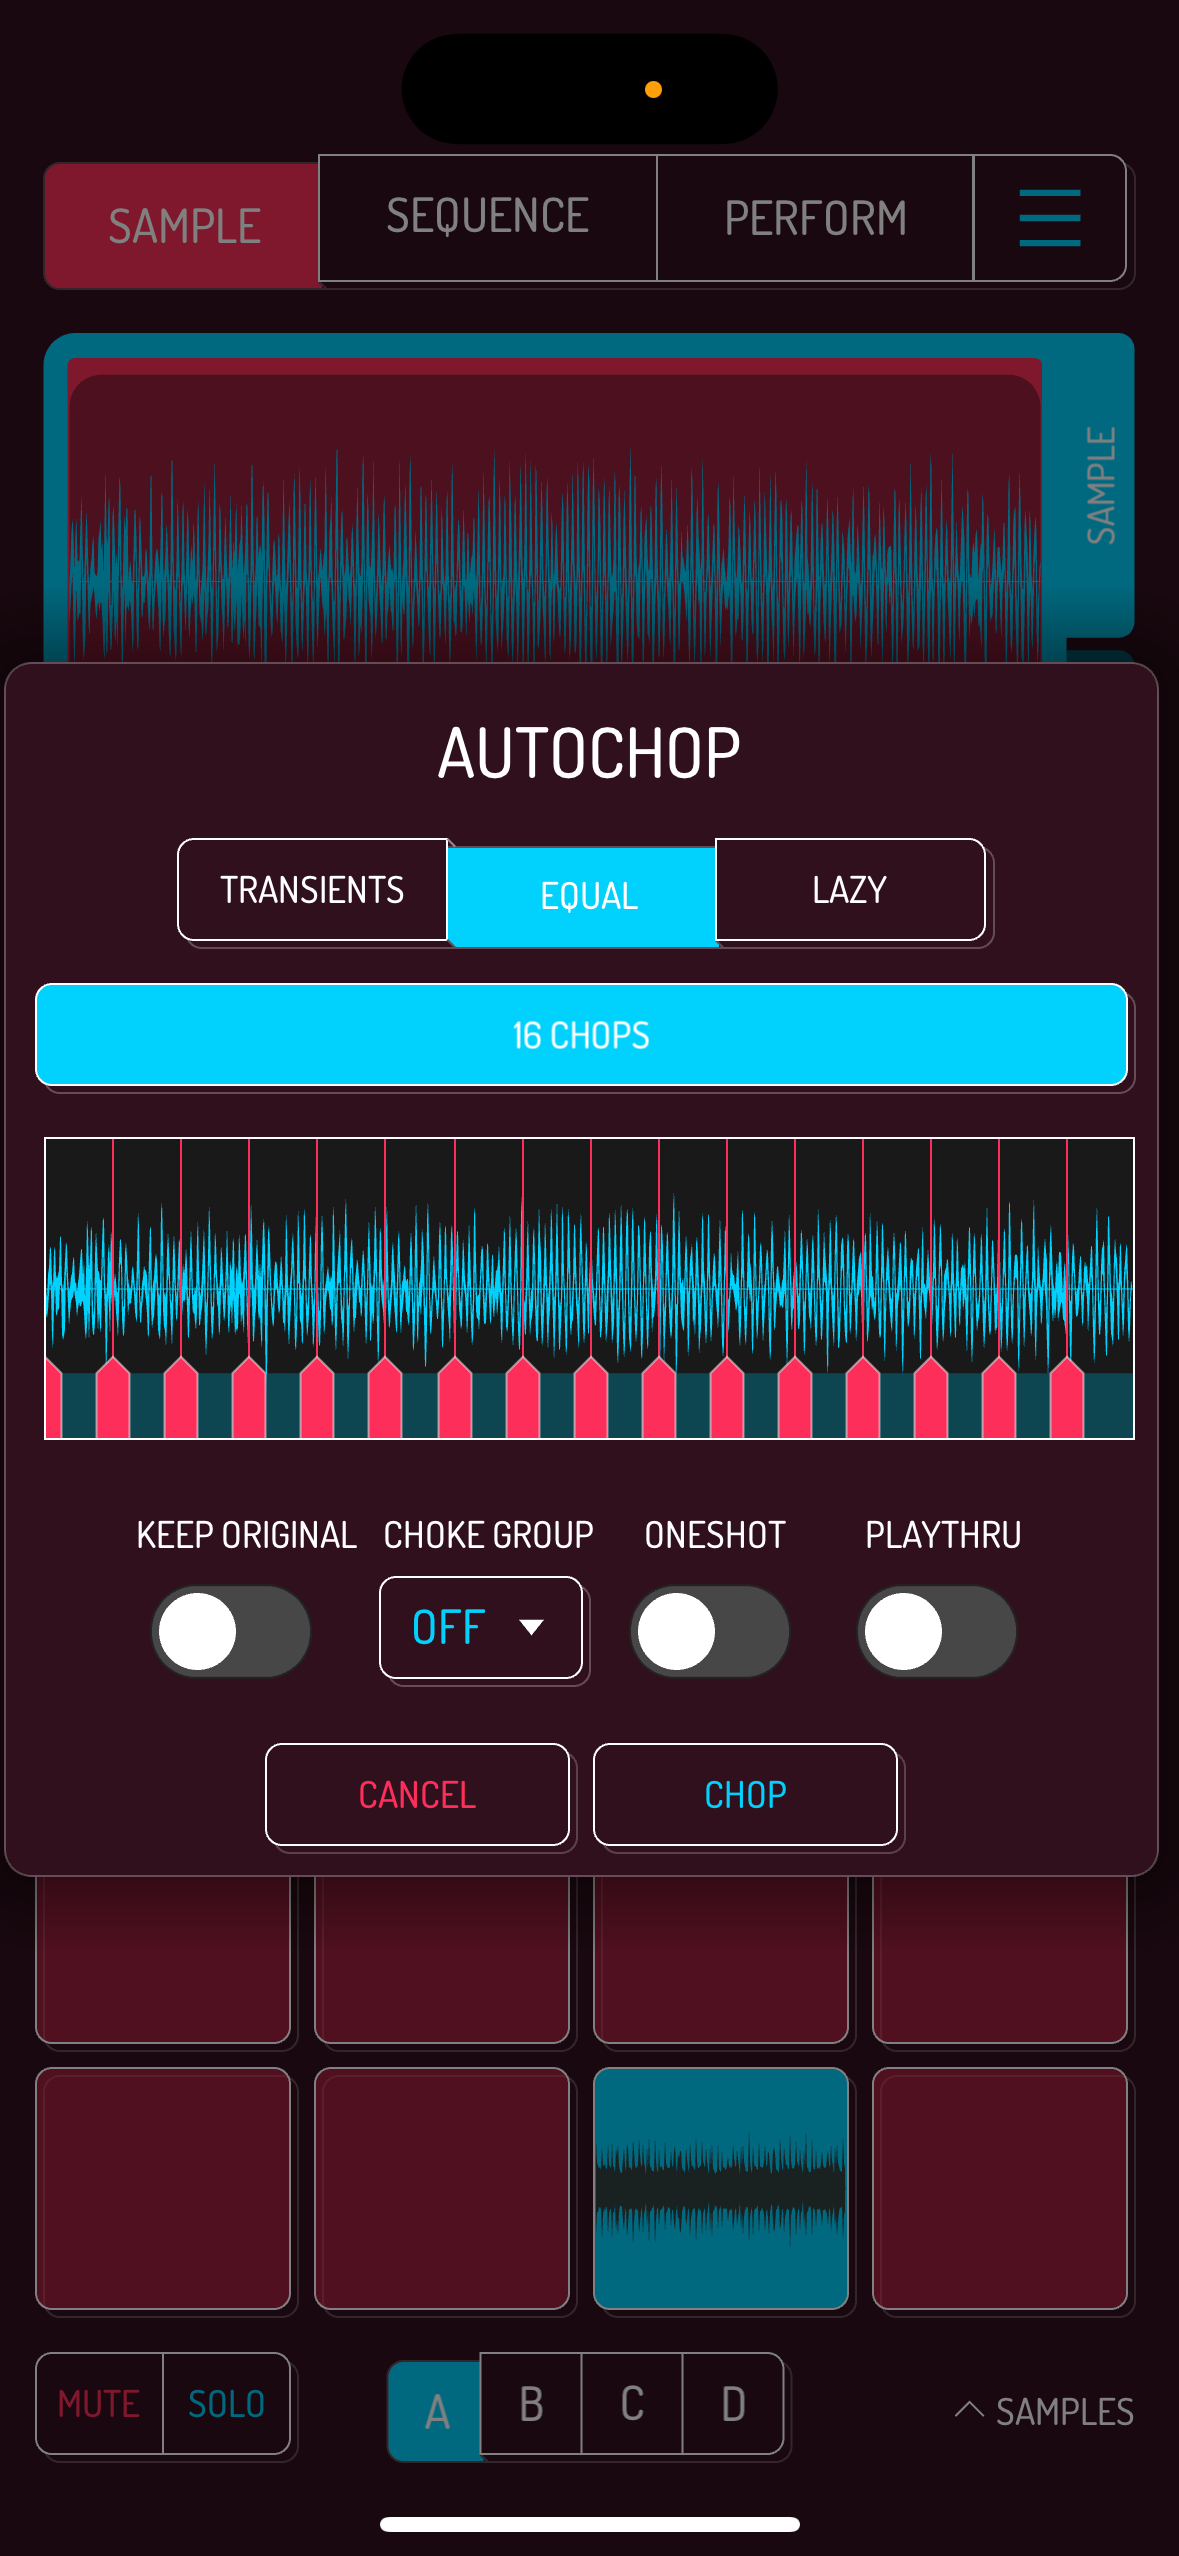 SAMPLE SEQUENCE PERFORM
SAMPLE
AUTOCHOP
TRANSIENTS EQUAL LAZY
16 CHOPS
KEEP ORIGINAL CHOKE GROUP ONESHOT PLAYTHRU
OFF
CANCEL CHOP
MUTE SOLO A B C D SAMPLES